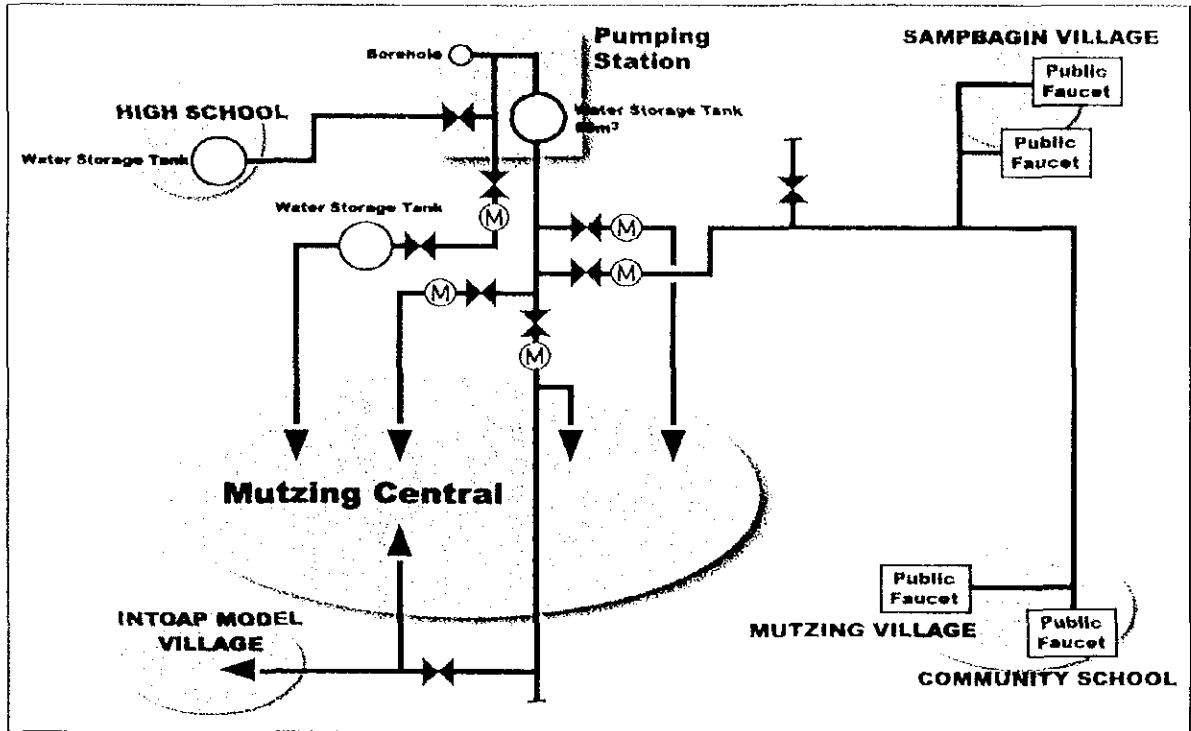 Borehole
Pumping
Station
SAMPBAGIN VILLAGE
Public
Faucet
HIGH SCHOOL
Water Storage Tank
m³
Public
Faucet
Water Storage Tank
Water Storage Tank
M
M
M
M
M
Mutzing Central
Public
Faucet
INTOAP MODEL
VILLAGE
MUTZING VILLAGE
Public
Faucet
COMMUNITY SCHOOL